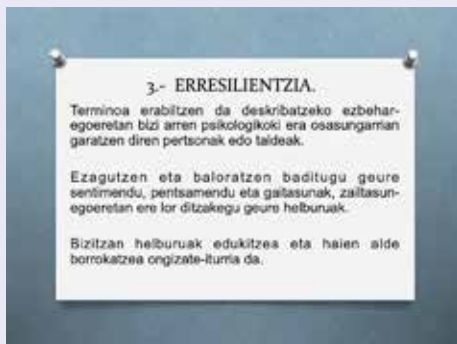 3.- ERRESILIENTZIA.
Terminoa erabiltzen da deskribatzeko ezbehar-
egoeretan bizi arren psikologikoki era osasungarrian
garatzen diren pertsonak edo taldeak.
Ezagutzen eta baloratzen baditugu geure
sentimendu, pentsamendu eta gaitasunak, zailtasun-
egoeretan ere lor ditzakegu geure helburuak.
Bizitzan helburuak edukitzea eta haien alde
borrokatzea ongizate-iturria da.